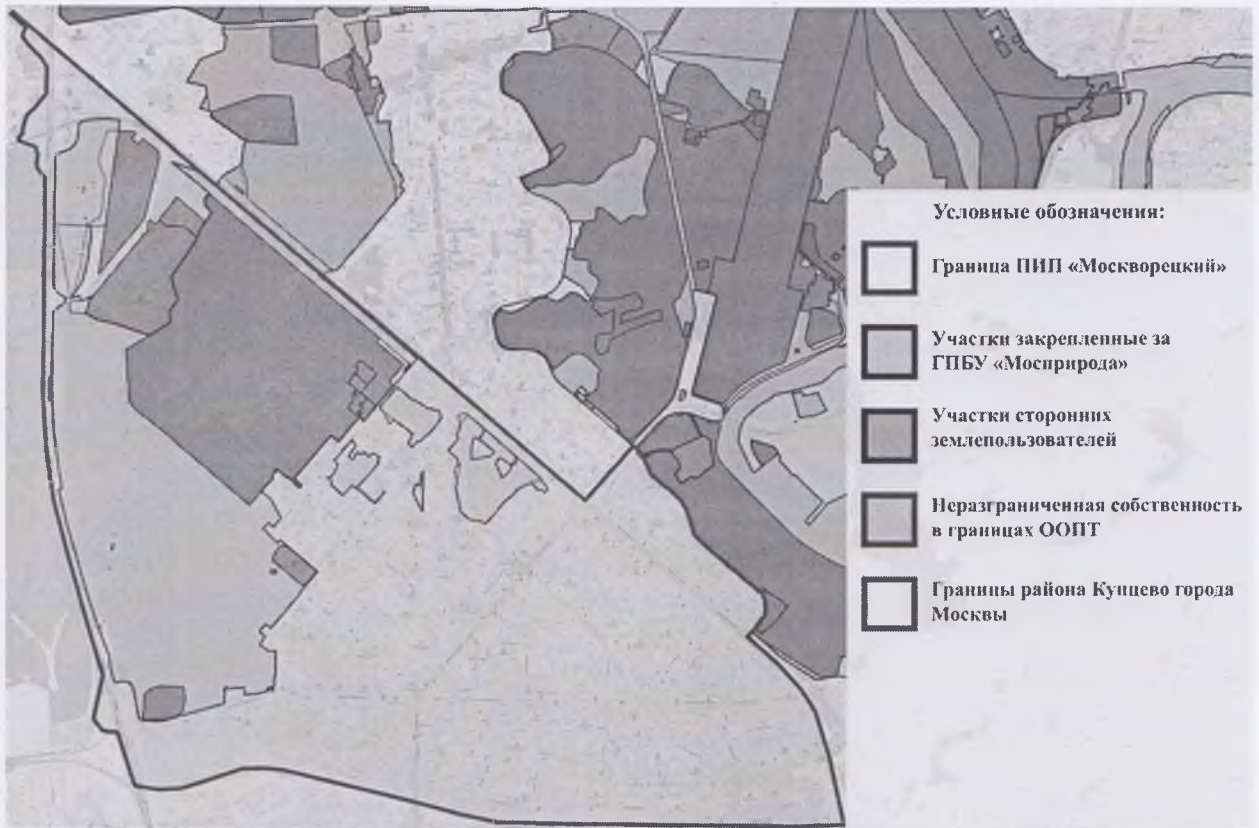 Условные обозначения:
Граница ПИП «Москворецкий»
Участки закрепленные за
ГПБУ «Мосприрода»
Участки сторонних
землепользователей
Неразграниченная собственность
в границах ООПТ
Границы района Кунцево города
Москвы